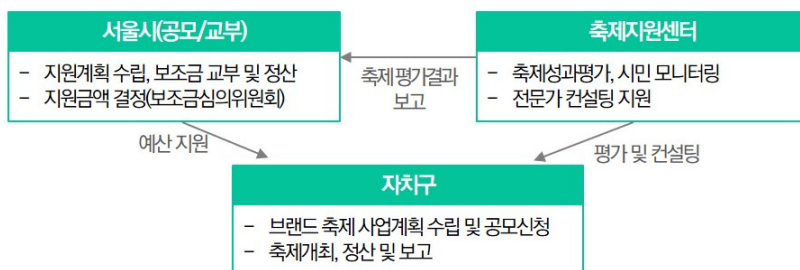 서울시(공모/교부)
- 지원계획 수립, 보조금 교부 및 정산
- 지원금액 결정(보조금심의위원회)
축제 평가결과
보고
축제지원센터
- 축제성과평가, 시민 모니터링
- 전문가 컨설팅 지원
예산 지원
평가 및 컨설팅
자치구
- 브랜드 축제 사업계획 수립 및 공모신청
- 축제개최, 정산 및 보고